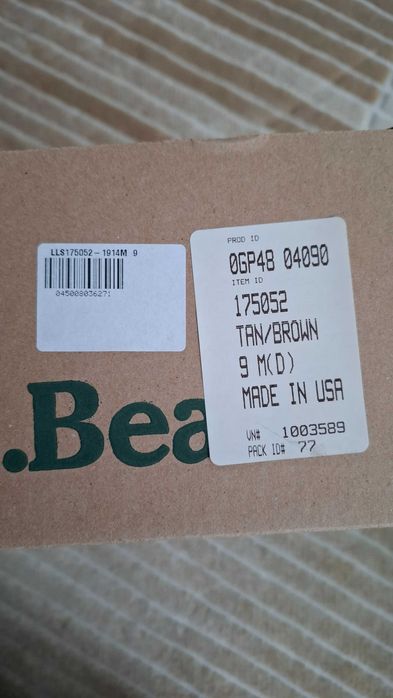 LLS175052-1914M 9
045008036271
PROD ID
0GP48 04090
ITEM ID
175052
TAN/BROWN
9 M(D)
MADE IN USA
VN# 1003589
PACK ID# 77
.Bea